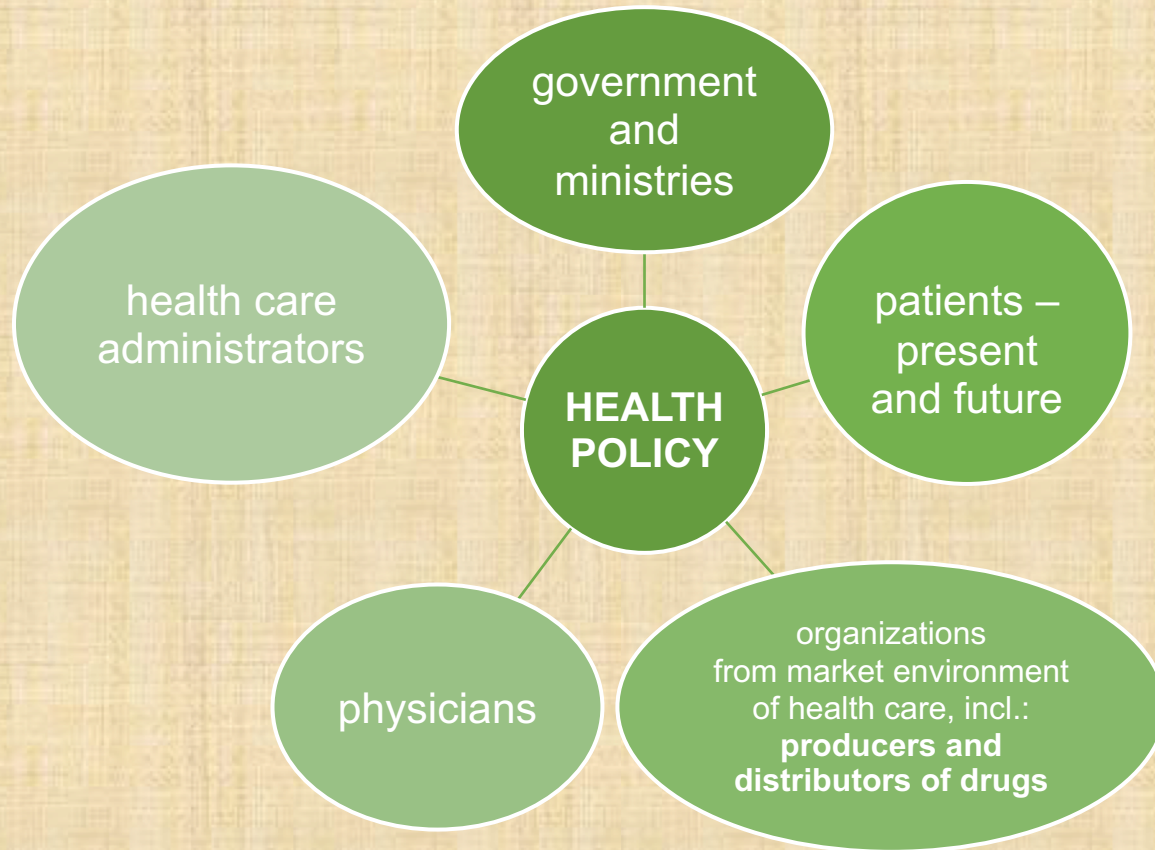 government
and
ministries
health care
administrators
patients –
present
and future
HEALTH
POLICY
physicians
organizations
from market environment
of health care, incl.:
producers and
distributors of drugs